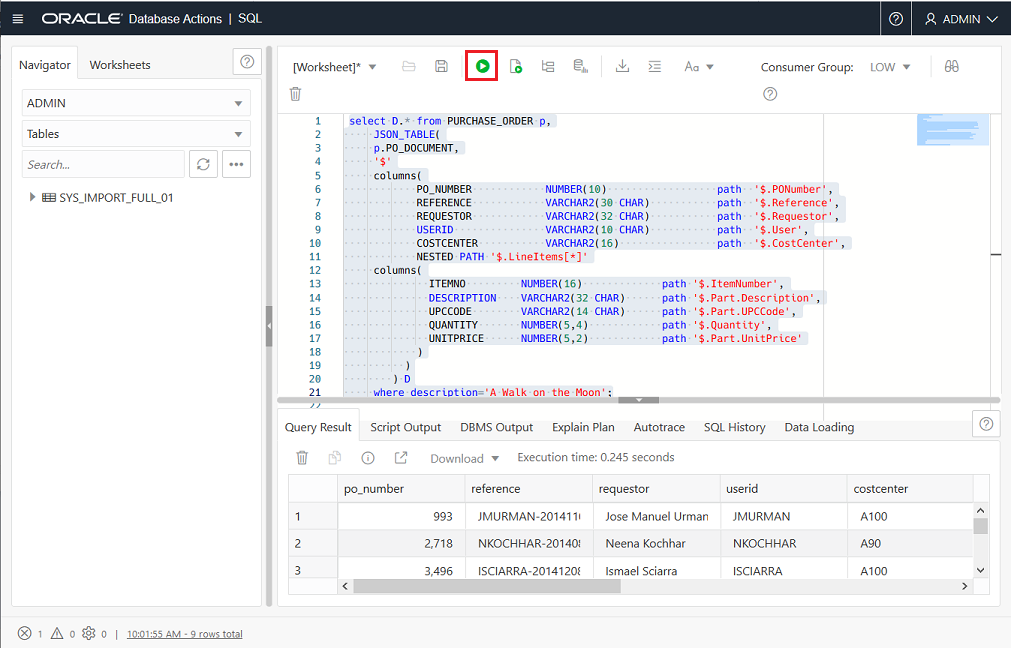 ORACLE Database Actions | SQL
ADMIN
Navigator
Worksheets
[Worksheet]*
Aa
Consumer Group:
LOW
ADMIN
Tables
Search...
SYS_IMPORT_FULL_01
1 select D.* from PURCHASE_ORDER p,
2 JSON_TABLE(
3 p.PO_DOCUMENT,
4 '$'
5 columns(
6 PO_NUMBER NUMBER(10) path '$.PONumber',
7 REFERENCE VARCHAR2(30 CHAR) path '$.Reference',
8 REQUESTOR VARCHAR2(32 CHAR) path '$.Requestor',
9 USERID VARCHAR2(10 CHAR) path '$.User',
10 COSTCENTER VARCHAR2(16) path '$.CostCenter',
11 NESTED PATH '$.LineItems[*]'
12 columns(
13 ITEMNO NUMBER(16) path '$.ItemNumber',
14 DESCRIPTION VARCHAR2(32 CHAR) path '$.Part.Description',
15 UPCCODE VARCHAR2(14 CHAR) path '$.Part.UPCCode',
16 QUANTITY NUMBER(5,4) path '$.Quantity',
17 UNITPRICE NUMBER(5,2) path '$.Part.UnitPrice'
18 )
19 )
20 ) D
21 where description='A Walk on the Moon';
22
Query Result
Script Output
DBMS Output
Explain Plan
Autotrace
SQL History
Data Loading
Download
Execution time: 0.245 seconds
po_number reference requestor userid costcenter
1 993 JMURMAN-201411 Jose Manuel Urman JMURMAN A100
2 2,718 NKOCHHAR-20140 Neena Kochhar NKOCHHAR A90
3 3,496 ISCIARRA-20141208 Ismael Sciarra ISCIARRA A100
1 0 0 | 10:01:55 AM - 9 rows total